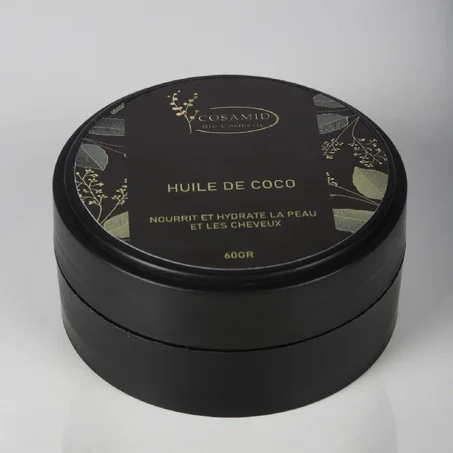 COSAMID
Bio Cosmetic
HUILE DE COCO
NOURRIT ET HYDRATE LA PEAU
ET LES CHEVEUX
60GR